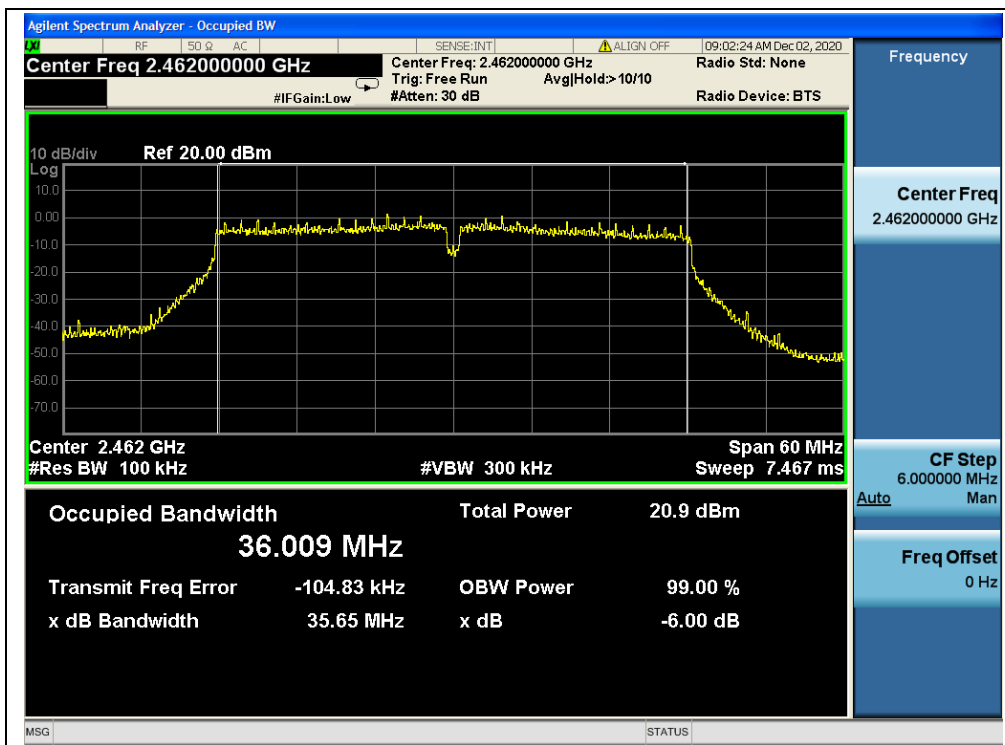 Agilent Spectrum Analyzer - Occupied BW
LXI RF 50 Ω AC SENSE:INT ALIGN OFF 09:02:24 AM Dec 02, 2020
Center Freq 2.462000000 GHz
Center Freq: 2.462000000 GHz
Radio Std: None
Trig: Free Run Avg|Hold:>10/10
#IFGain:Low
#Atten: 30 dB
Radio Device: BTS
10 dB/div Ref 20.00 dBm
Log
10.0
0.00
-10.0
-20.0
-30.0
-40.0
-50.0
-60.0
-70.0
Center 2.462 GHz Span 60 MHz
#Res BW 100 kHz #VBW 300 kHz Sweep 7.467 ms
Occupied Bandwidth Total Power 20.9 dBm
36.009 MHz
Transmit Freq Error -104.83 kHz OBW Power 99.00 %
x dB Bandwidth 35.65 MHz x dB -6.00 dB
Frequency
Center Freq
2.462000000 GHz
CF Step
6.000000 MHz
Auto Man
Freq Offset
0 Hz
MSG STATUS